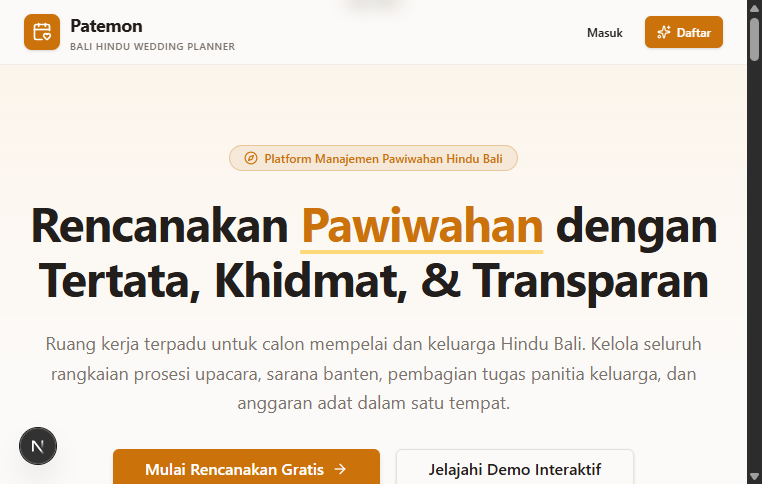 Patemon
BALI HINDU WEDDING PLANNER
Masuk
Daftar
Platform Manajemen Pawiwahan Hindu Bali
Rencanakan Pawiwahan dengan
Tertata, Khidmat, & Transparan
Ruang kerja terpadu untuk calon mempelai dan keluarga Hindu Bali. Kelola seluruh
rangkaian prosesi upacara, sarana banten, pembagian tugas panitia keluarga, dan
anggaran adat dalam satu tempat.
N
Mulai Rencanakan Gratis →
Jelajahi Demo Interaktif